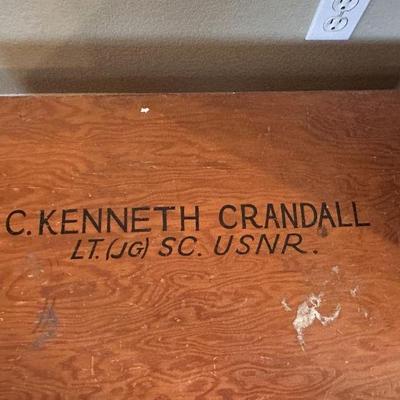 C. KENNETH CRANDALL
LT. (JG) SC. USNR.